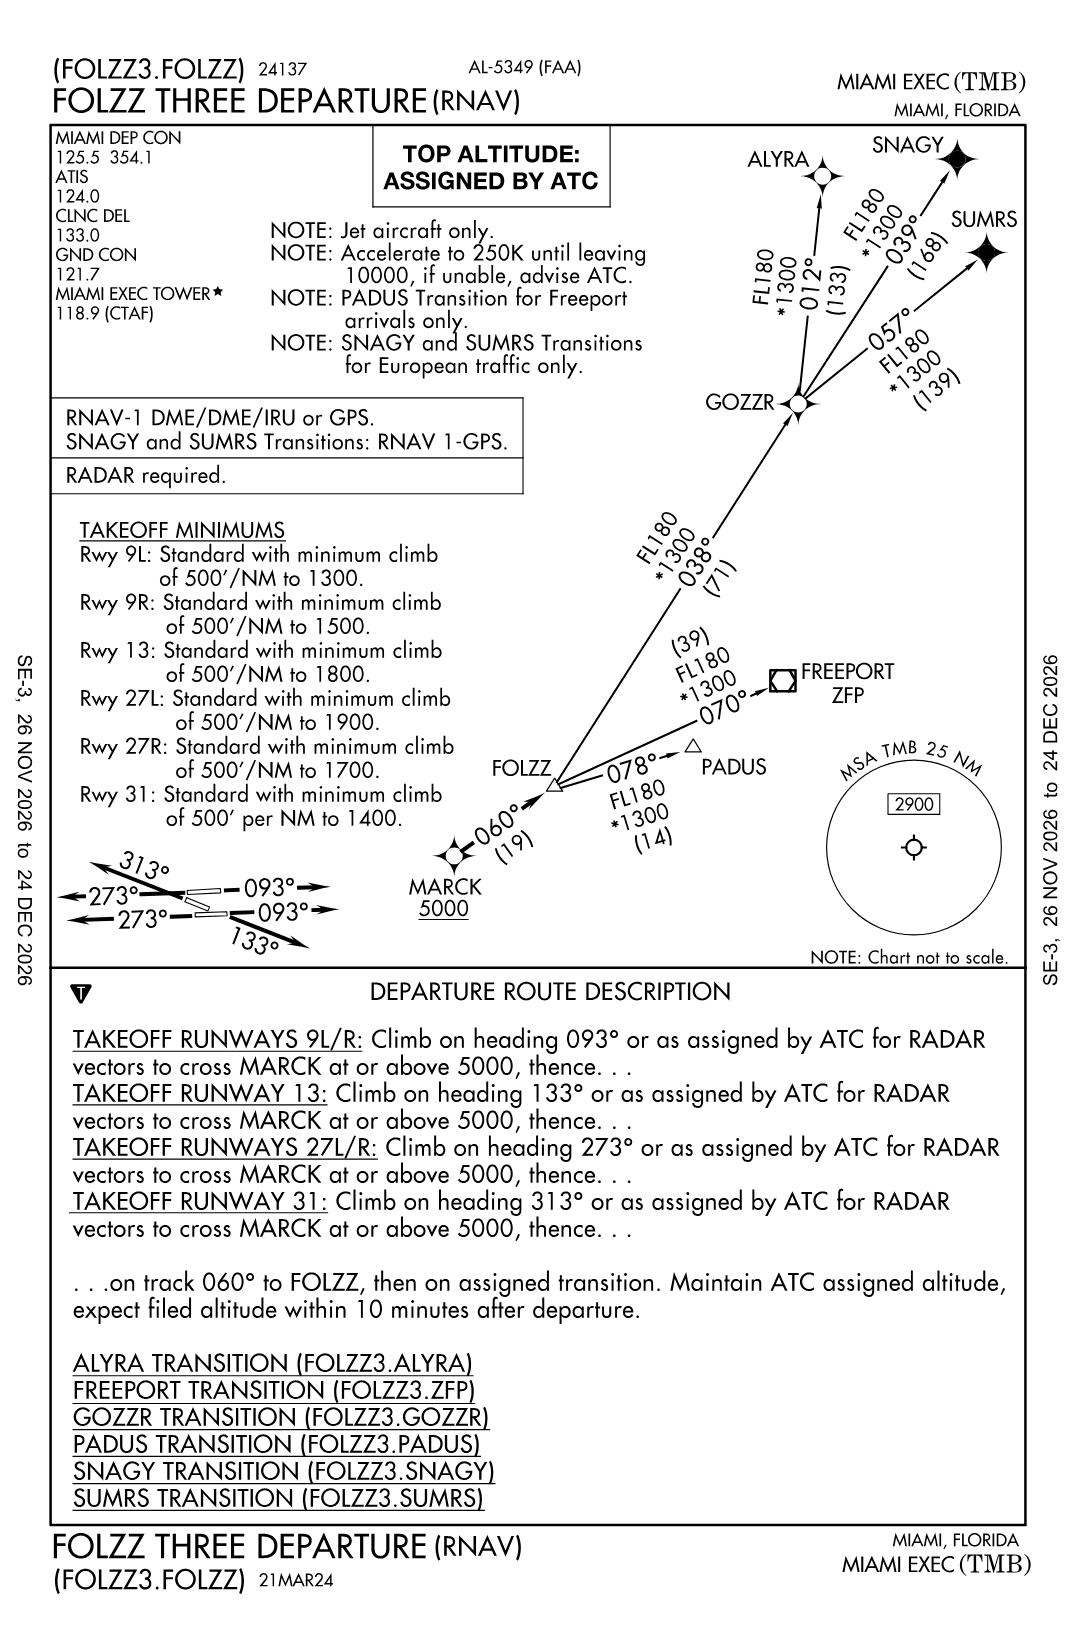 (FOLZZ3.FOLZZ) 24137
AL-5349 (FAA)
FOLZZ THREE DEPARTURE (RNAV)
MIAMI EXEC (TMB)
MIAMI, FLORIDA
MIAMI DEP CON
125.5 354.1
ATIS
124.0
CLNC DEL
133.0
GND CON
121.7
MIAMI EXEC TOWER★
118.9 (CTAF)
TOP ALTITUDE:
ASSIGNED BY ATC
NOTE: Jet aircraft only.
NOTE: Accelerate to 250K until leaving
10000, if unable, advise ATC.
NOTE: PADUS Transition for Freeport
arrivals only.
NOTE: SNAGY and SUMRS Transitions
for European traffic only.
RNAV-1 DME/DME/IRU or GPS.
SNAGY and SUMRS Transitions: RNAV 1-GPS.
RADAR required.
TAKEOFF MINIMUMS
Rwy 9L: Standard with minimum climb
of 500'/NM to 1300.
Rwy 9R: Standard with minimum climb
of 500'/NM to 1500.
Rwy 13: Standard with minimum climb
of 500'/NM to 1800.
Rwy 27L: Standard with minimum climb
of 500'/NM to 1900.
Rwy 27R: Standard with minimum climb
of 500'/NM to 1700.
Rwy 31: Standard with minimum climb
of 500' per NM to 1400.
ALYRA
SNAGY
SUMRS
FL180
*1300
012°
(133)
FL180
*1300
039°
(168)
057°
FL180
*1300
(139)
GOZZR
FL180
*1300
038°
(71)
(39)
FL180
*1300
070°
FREEPORT
ZFP
FOLZZ
078°
FL180
*1300
(14)
PADUS
060°
(19)
MARCK
5000
MSA TMB 25 NM
2900
313°
273°
093°
273°
093°
133°
NOTE: Chart not to scale.
SE-3, 26 NOV 2026 to 24 DEC 2026
SE-3, 26 NOV 2026 to 24 DEC 2026
T
DEPARTURE ROUTE DESCRIPTION
TAKEOFF RUNWAYS 9L/R: Climb on heading 093° or as assigned by ATC for RADAR
vectors to cross MARCK at or above 5000, thence. . .
TAKEOFF RUNWAY 13: Climb on heading 133° or as assigned by ATC for RADAR
vectors to cross MARCK at or above 5000, thence. . .
TAKEOFF RUNWAYS 27L/R: Climb on heading 273° or as assigned by ATC for RADAR
vectors to cross MARCK at or above 5000, thence. . .
TAKEOFF RUNWAY 31: Climb on heading 313° or as assigned by ATC for RADAR
vectors to cross MARCK at or above 5000, thence. . .
. . .on track 060° to FOLZZ, then on assigned transition. Maintain ATC assigned altitude,
expect filed altitude within 10 minutes after departure.
ALYRA TRANSITION (FOLZZ3.ALYRA)
FREEPORT TRANSITION (FOLZZ3.ZFP)
GOZZR TRANSITION (FOLZZ3.GOZZR)
PADUS TRANSITION (FOLZZ3.PADUS)
SNAGY TRANSITION (FOLZZ3.SNAGY)
SUMRS TRANSITION (FOLZZ3.SUMRS)
FOLZZ THREE DEPARTURE (RNAV)
(FOLZZ3.FOLZZ) 21MAR24
MIAMI, FLORIDA
MIAMI EXEC (TMB)